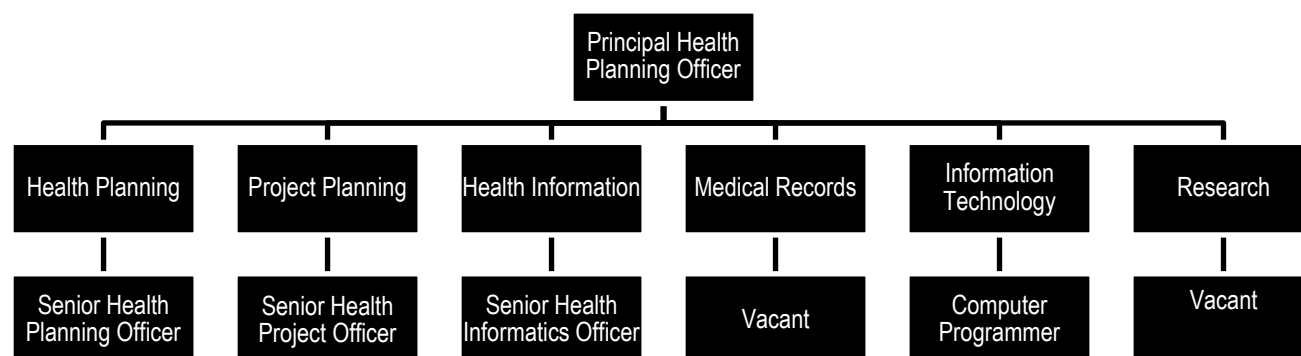 Principal Health
Planning Officer
Health Planning
Project Planning
Health Information
Medical Records
Information
Technology
Research
Senior Health
Planning Officer
Senior Health
Project Officer
Senior Health
Informatics Officer
Vacant
Computer
Programmer
Vacant